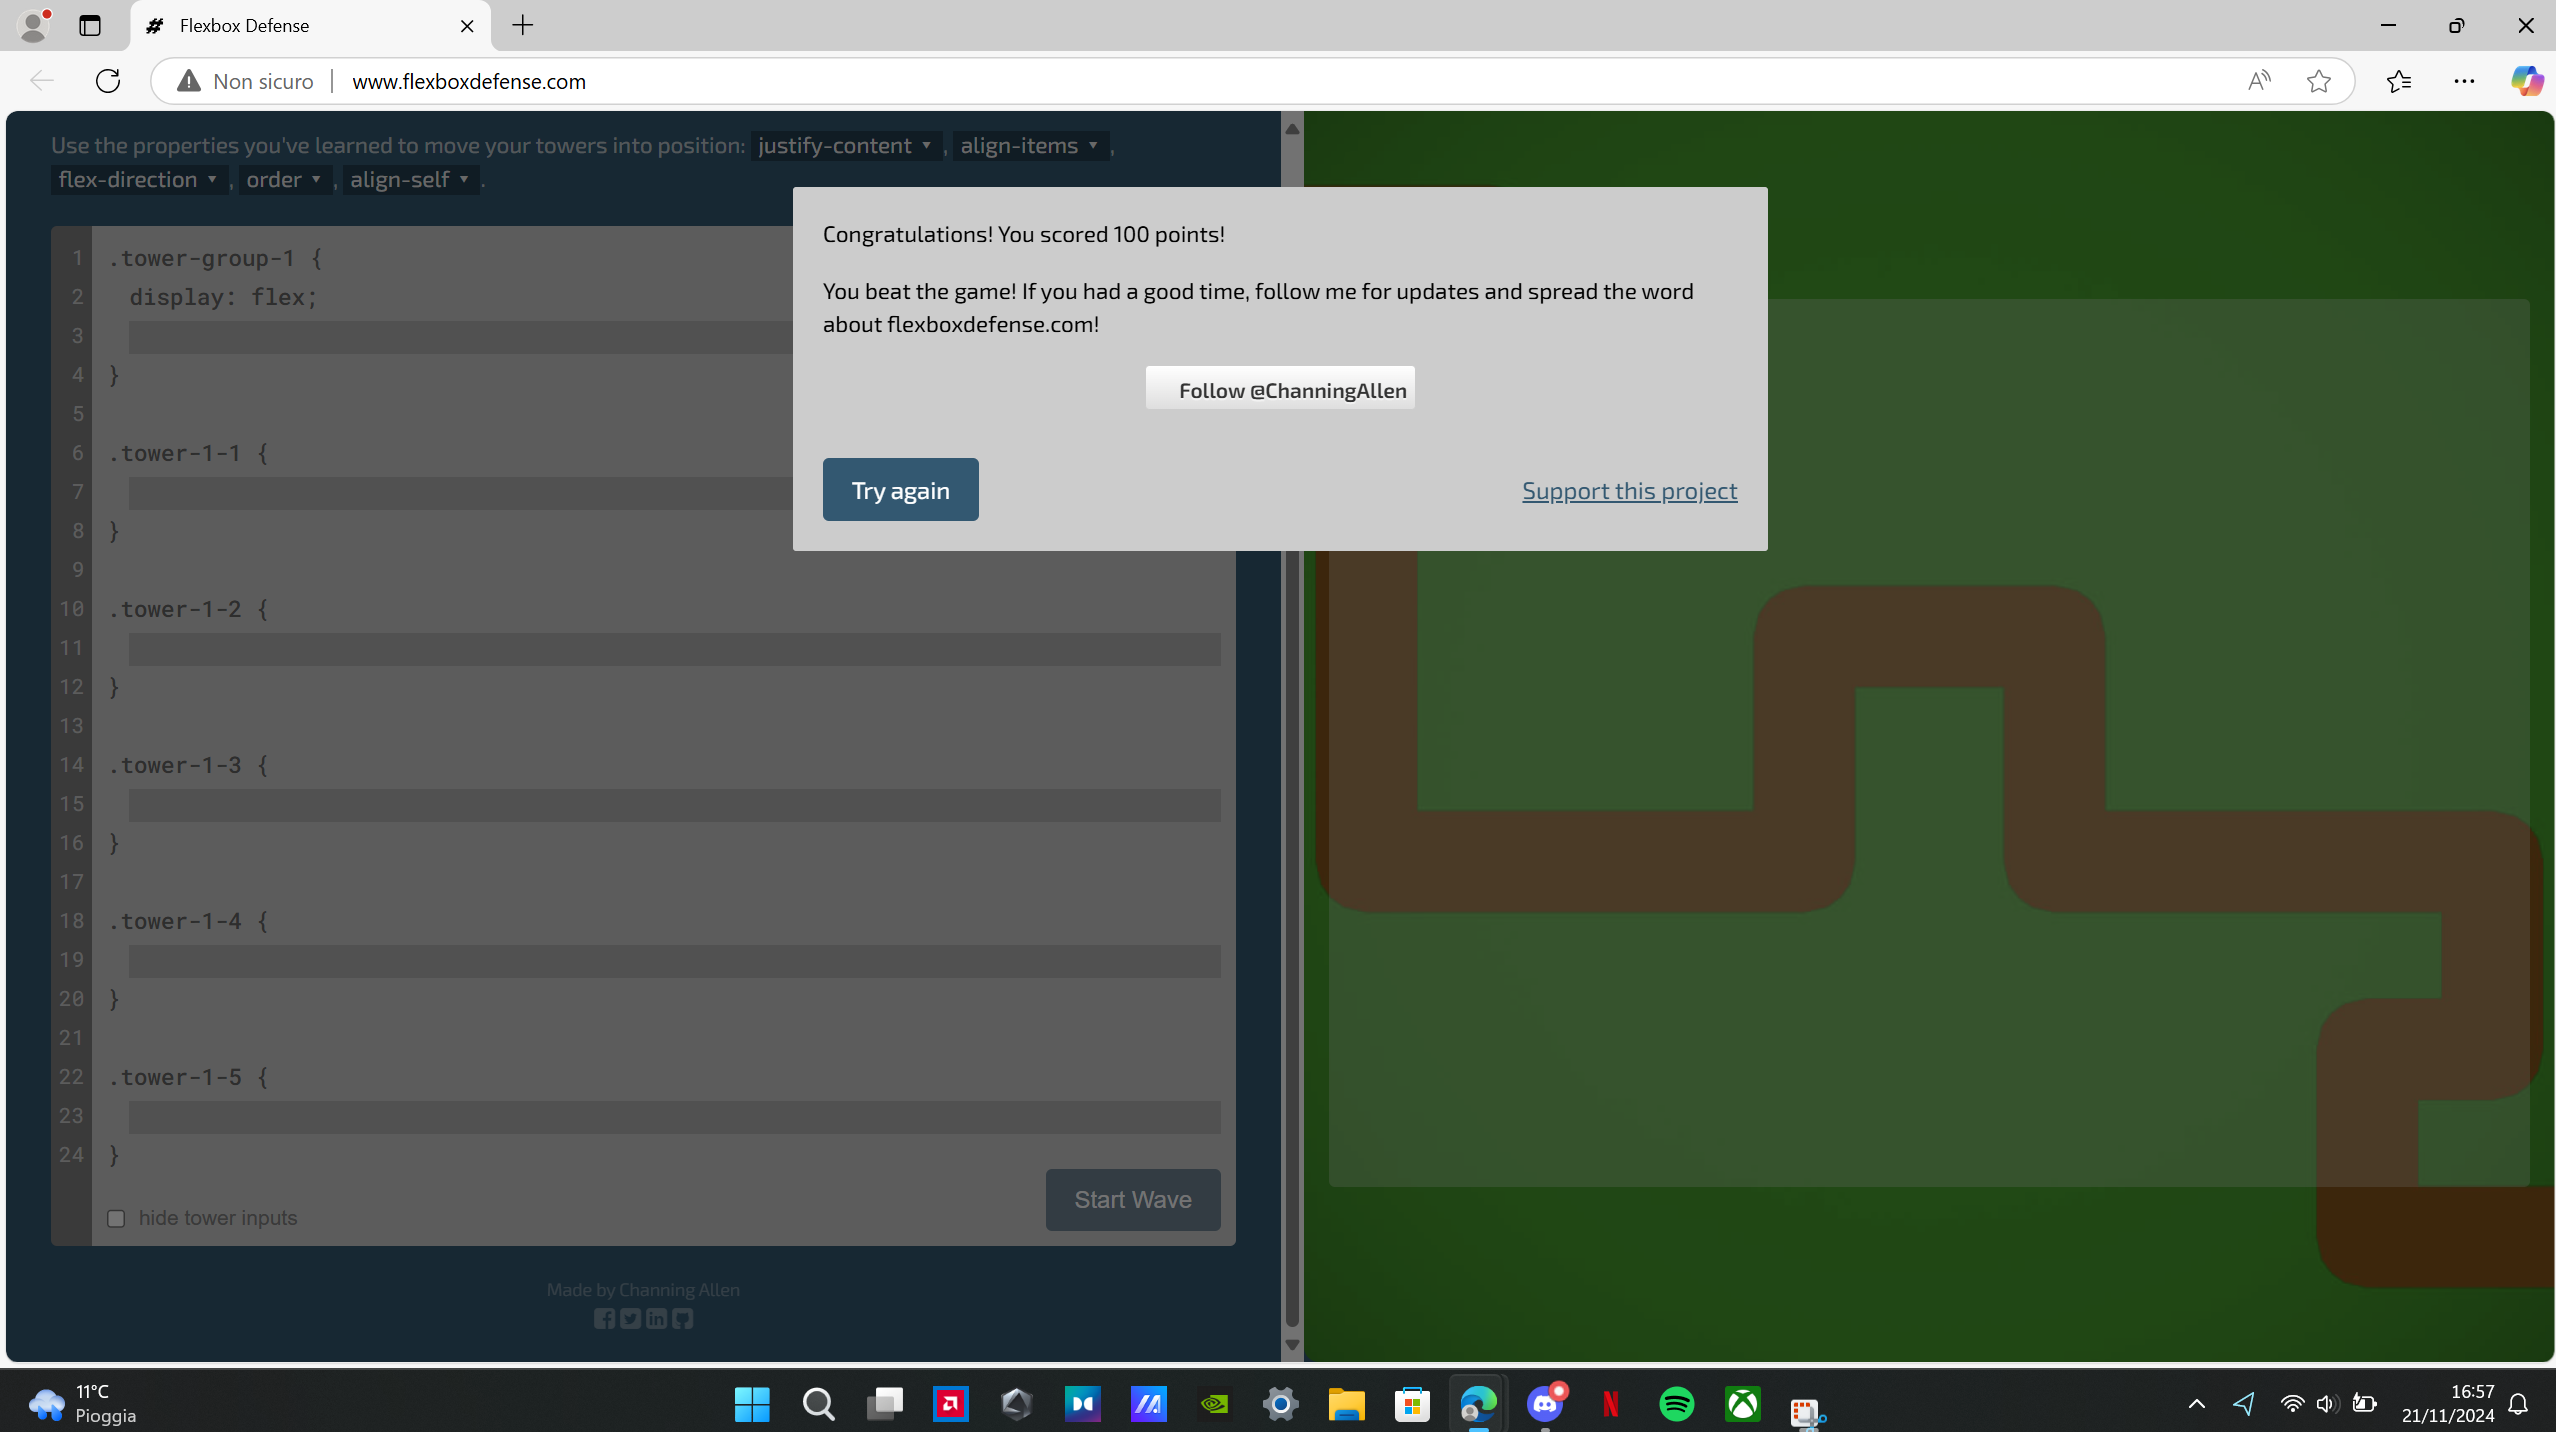 Flexbox Defense
Non sicuro
www.flexboxdefense.com
Use the properties you've learned to move your towers into position: justify-content ▼, align-items ▼,
flex-direction ▼, order ▼, align-self ▼.
1 .tower-group-1 {
2 display: flex;
3
4 }
5
6 .tower-1-1 {
7
8 }
9
10 .tower-1-2 {
11
12 }
13
14 .tower-1-3 {
15
16 }
17
18 .tower-1-4 {
19
20 }
21
22 .tower-1-5 {
23
24 }
hide tower inputs
Start Wave
Made by Channing Allen
Congratulations! You scored 100 points!
You beat the game! If you had a good time, follow me for updates and spread the word
about flexboxdefense.com!
Follow @ChanningAllen
Try again
Support this project
11°C
Pioggia
16:57
21/11/2024